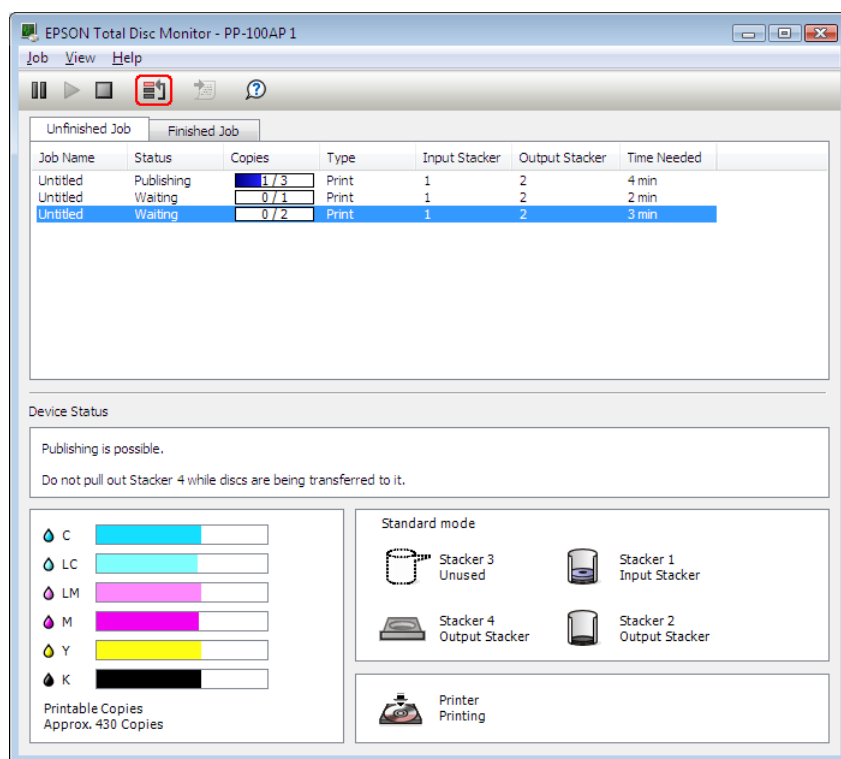 EPSON Total Disc Monitor - PP-100AP 1
Job View Help
Unfinished Job Finished Job
Job Name Status Copies Type Input Stacker Output Stacker Time Needed
Untitled Publishing 1 / 3 Print 1 2 4 min
Untitled Waiting 0 / 1 Print 1 2 2 min
Untitled Waiting 0 / 2 Print 1 2 3 min
Device Status
Publishing is possible.
Do not pull out Stacker 4 while discs are being transferred to it.
C
LC
LM
M
Y
K
Printable Copies
Approx. 430 Copies
Standard mode
Stacker 3
Unused
Stacker 1
Input Stacker
Stacker 4
Output Stacker
Stacker 2
Output Stacker
Printer
Printing